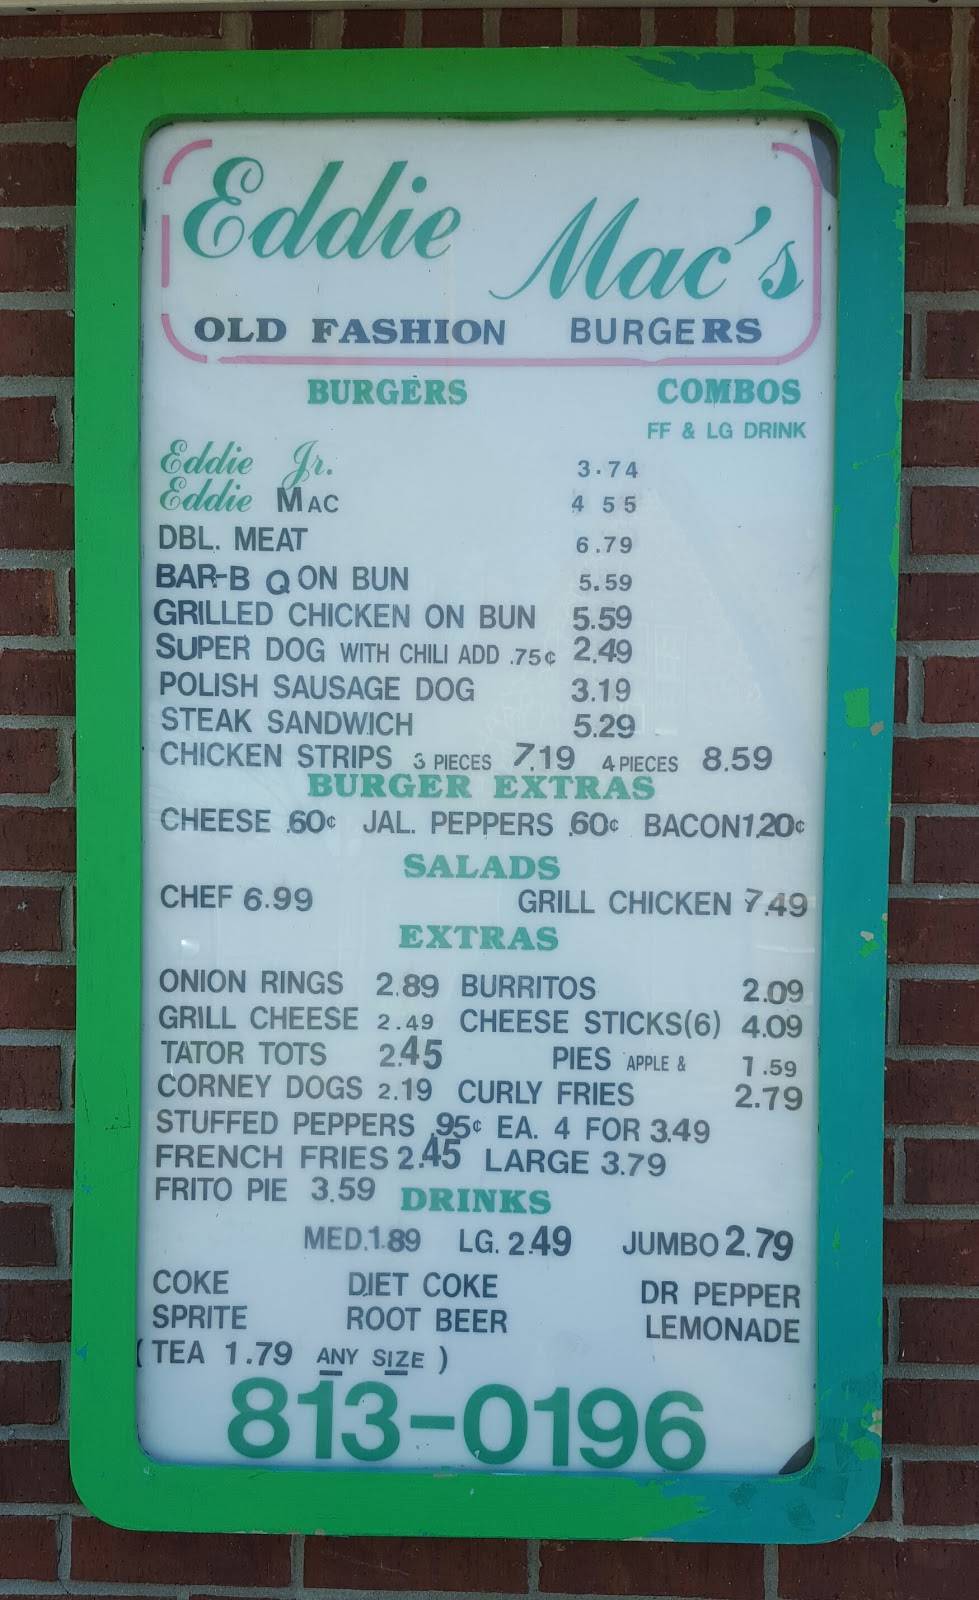 Eddie Mac's
OLD FASHION BURGERS
BURGERS COMBOS
FF & LG DRINK
Eddie Jr. 3.74
Eddie MAC 4 55
DBL. MEAT 6.79
BAR-B Q ON BUN 5.59
GRILLED CHICKEN ON BUN 5.59
SUPER DOG WITH CHILI ADD .75¢ 2.49
POLISH SAUSAGE DOG 3.19
STEAK SANDWICH 5.29
CHICKEN STRIPS 3 PIECES 7.19 4 PIECES 8.59
BURGER EXTRAS
CHEESE .60¢ JAL. PEPPERS .60¢ BACON 1.20¢
SALADS
CHEF 6.99 GRILL CHICKEN 7.49
EXTRAS
ONION RINGS 2.89 BURRITOS 2.09
GRILL CHEESE 2.49 CHEESE STICKS(6) 4.09
TATOR TOTS 2.45 PIES APPLE & 1.59
CORNEY DOGS 2.19 CURLY FRIES 2.79
STUFFED PEPPERS .95¢ EA. 4 FOR 3.49
FRENCH FRIES 2.45 LARGE 3.79
FRITO PIE 3.59
DRINKS
MED. 1.89 LG. 2.49 JUMBO 2.79
COKE DIET COKE DR PEPPER
SPRITE ROOT BEER LEMONADE
( TEA 1.79 ANY SIZE )
813-0196